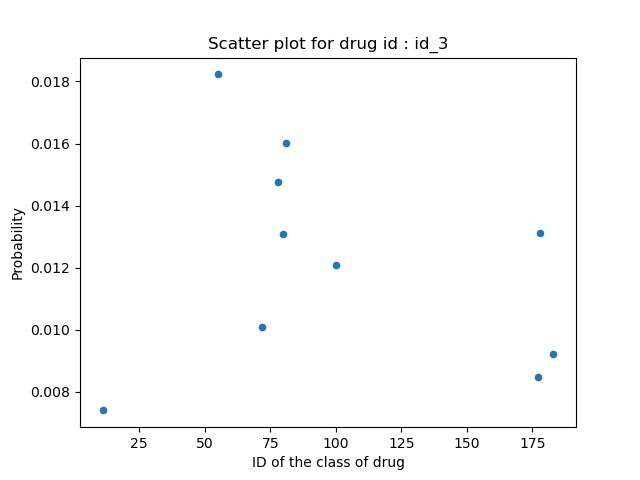 Scatter plot for drug id : id_3
0.018
0.016
0.014
0.012
0.010
0.008
Probability
25 50 75 100 125 150 175
ID of the class of drug